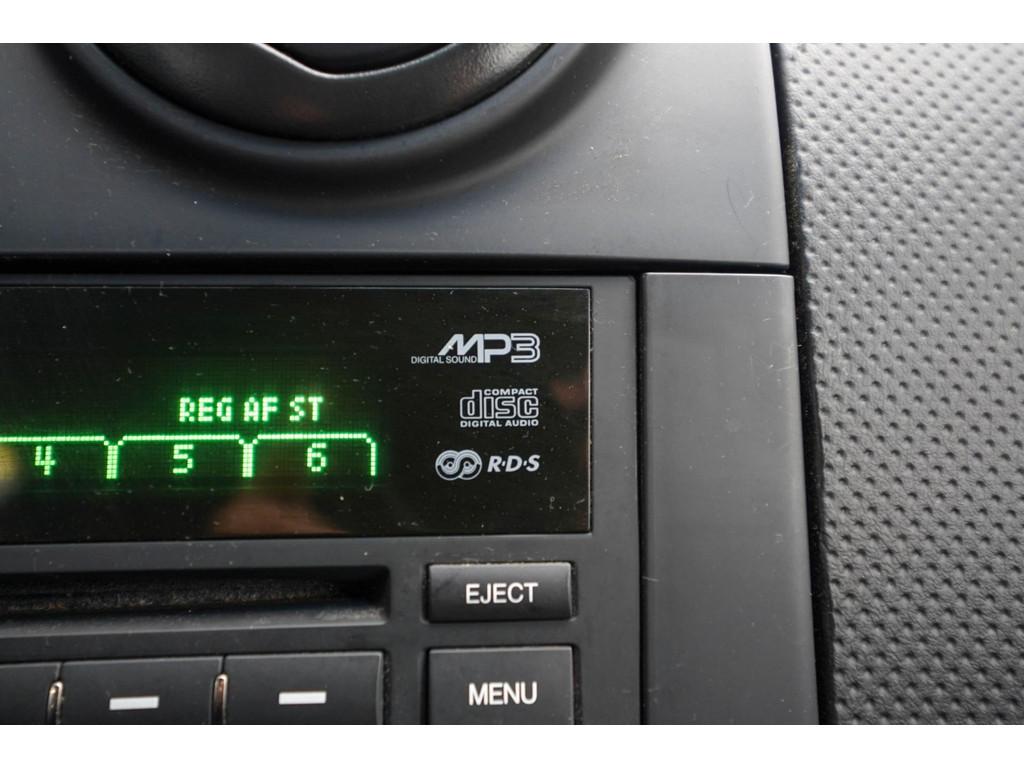 MP3
DIGITAL SOUND
COMPACT
disc
DIGITAL AUDIO
REG AF ST
4 5 6
R·D·S
EJECT
MENU